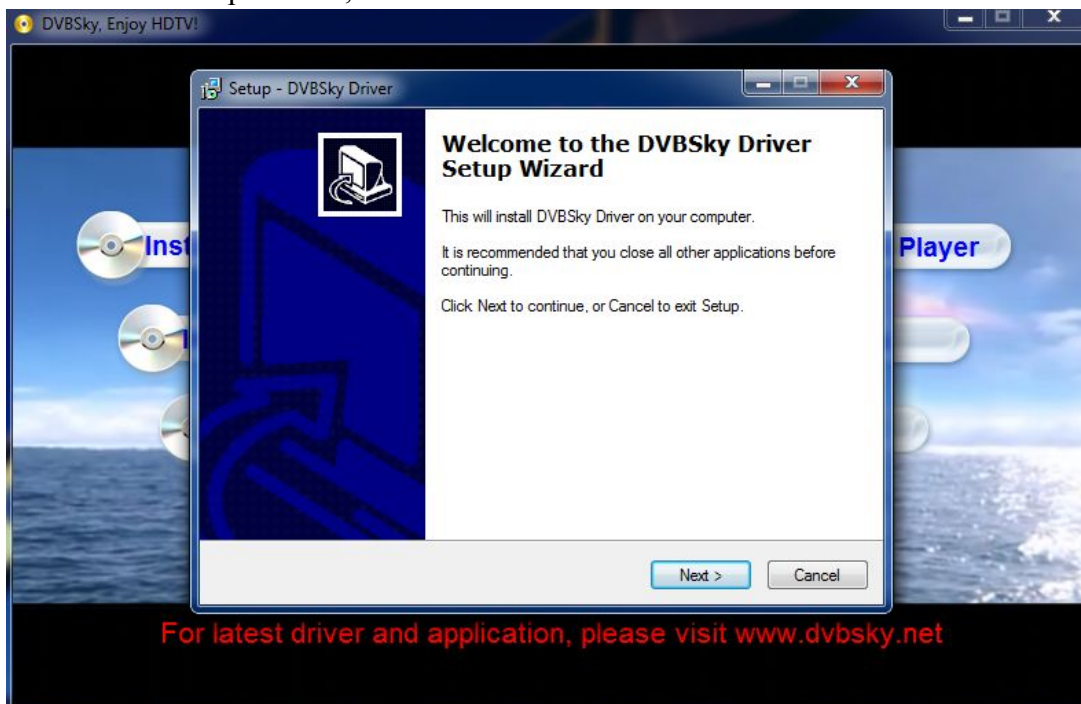 DVBSky, Enjoy HDTV!
Setup - DVBSky Driver
Welcome to the DVBSky Driver
Setup Wizard
This will install DVBSky Driver on your computer.
It is recommended that you close all other applications before
continuing.
Click Next to continue, or Cancel to exit Setup.
Player
Next >
Cancel
For latest driver and application, please visit www.dvbsky.net